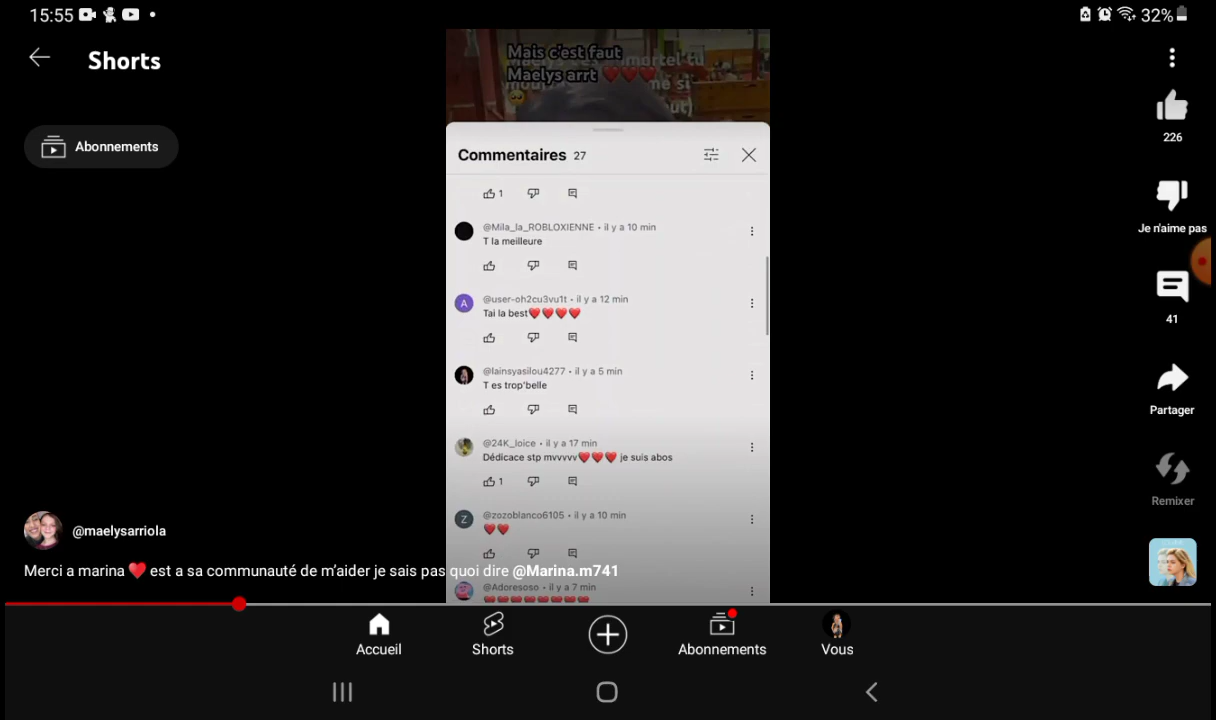 15:55
32%
Shorts
Abonnements
Mais c'est faut
Maelys arrt ❤️❤️❤️
Commentaires 27
1
@Mila_la_ROBLOXIENNE • il y a 10 min
T la meilleure
A
@user-oh2cu3vu1t • il y a 12 min
Tai la best❤️❤️❤️❤️
@lainsyasilou4277 • il y a 5 min
T es trop'belle
@24K_loice • il y a 17 min
Dédicace stp mvvvvv❤️❤️❤️ je suis abos
1
Z
@zozoblanco6105 • il y a 10 min
❤️❤️
@Adoresoso • il y a 7 min
❤️❤️❤️❤️❤️❤️❤️❤️
226
Je n'aime pas
41
Partager
Remixer
@maelysarriola
Merci a marina ❤️ est a sa communauté de m'aider je sais pas quoi dire @Marina.m741
Accueil
Shorts
Abonnements
Vous